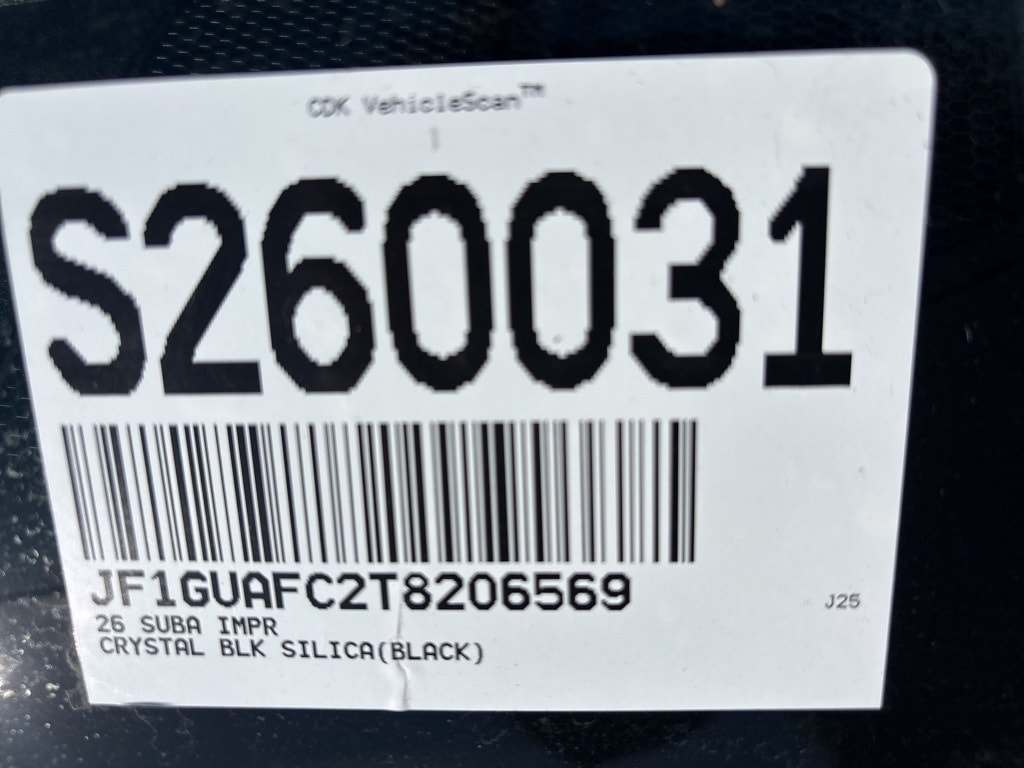 CDK VehicleScan™
S260031
JF1GUAFC2T8206569
26 SUBA IMPR
J25
CRYSTAL BLK SILICA(BLACK)